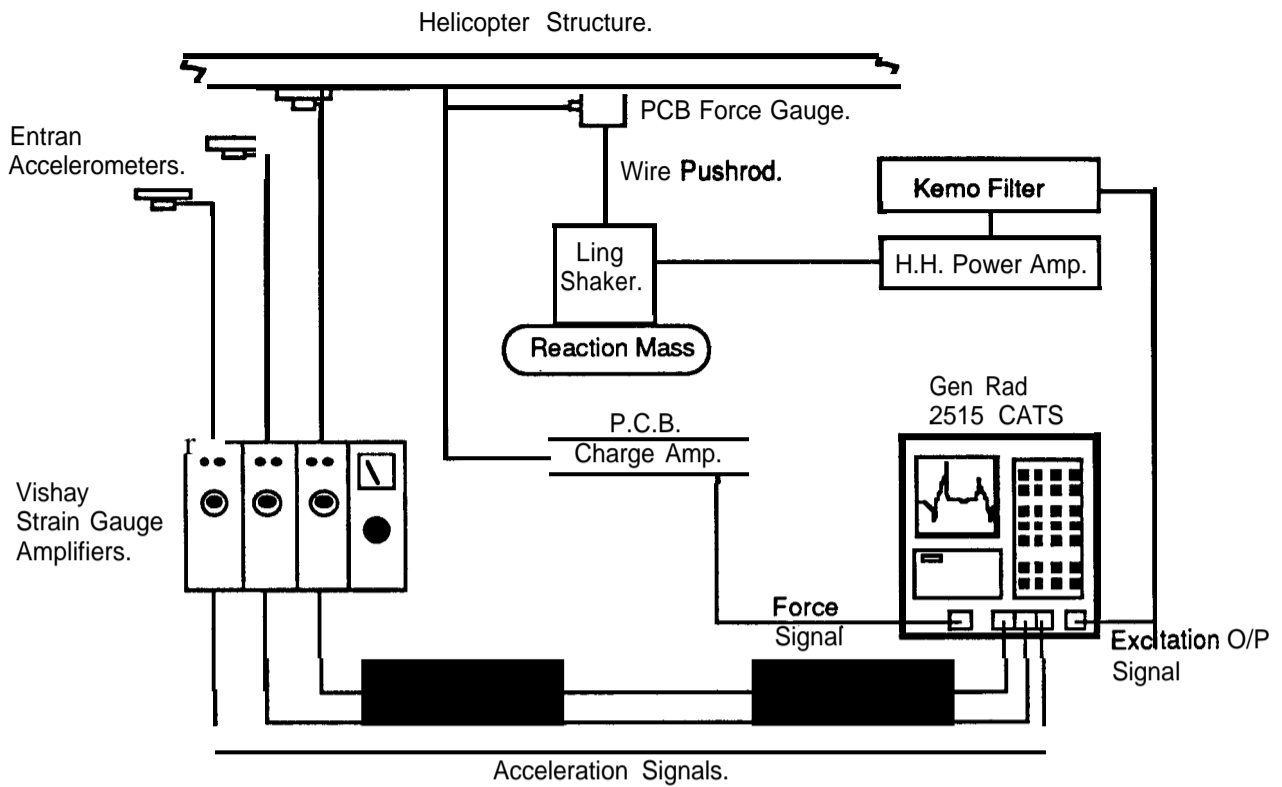 Helicopter Structure.
PCB Force Gauge.
Entran
Accelerometers.
Wire Pushrod.
Kemo Filter
Ling
Shaker.
H.H. Power Amp.
Reaction Mass
Gen Rad
2515 CATS
P.C.B.
Charge Amp.
Vishay
Strain Gauge
Amplifiers.
Force
Signal
Excitation O/P
Signal
Acceleration Signals.